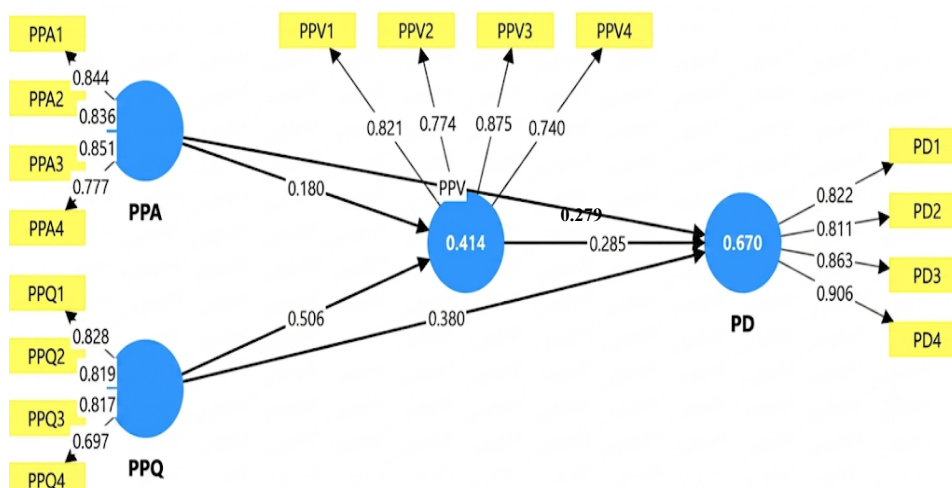 PPA1
PPA2
PPA3
PPA4
0.844
0.836
0.851
0.777
PPA
PPV1
PPV2
PPV3
PPV4
0.821
0.774
0.875
0.740
PPV
0.180
0.279
0.414
0.285
0.670
PD
PD1
PD2
PD3
PD4
0.822
0.811
0.863
0.906
0.506
0.380
PPQ1
PPQ2
PPQ3
PPQ4
0.828
0.819
0.817
0.697
PPQ